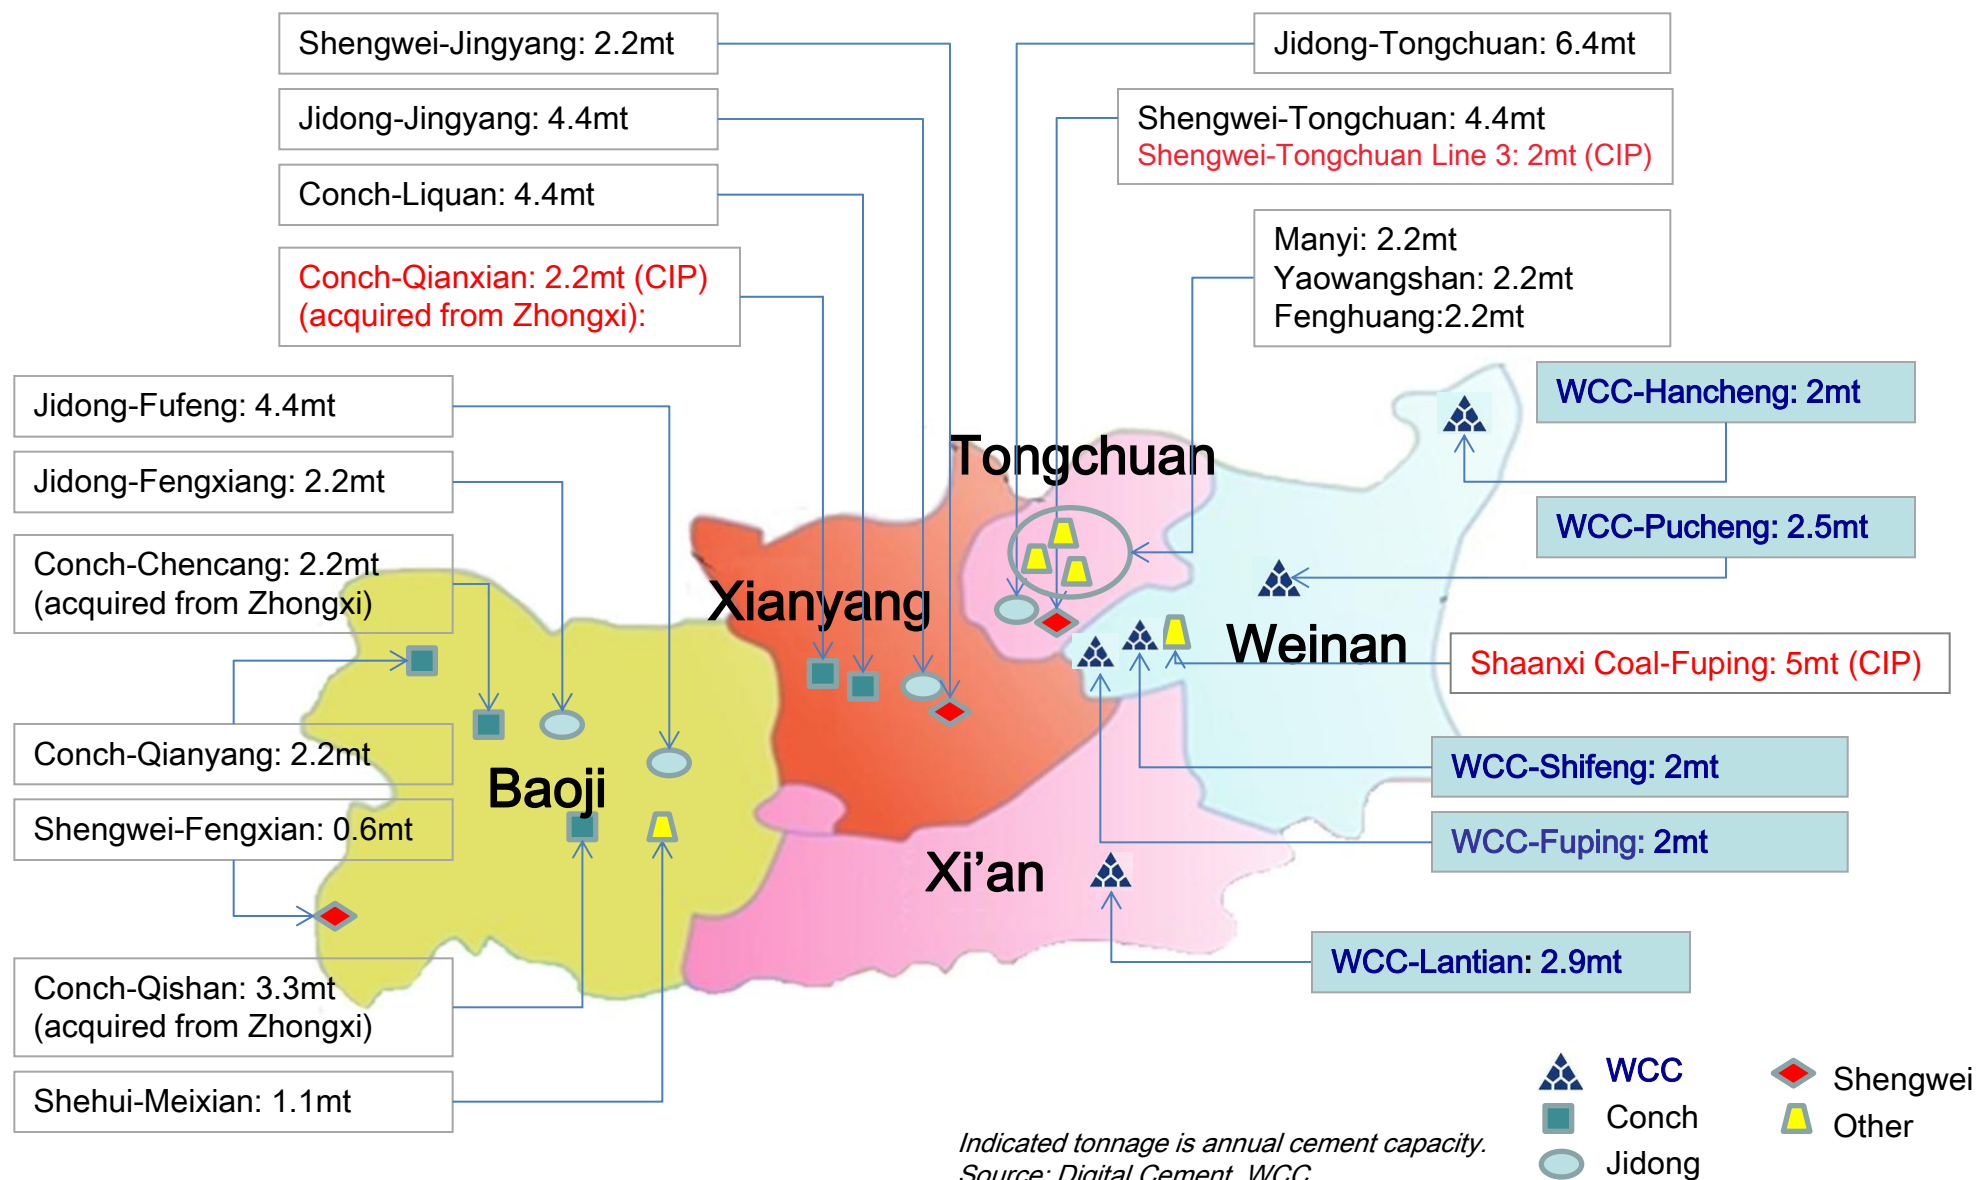 Shengwei-Jingyang: 2.2mt
Jidong-Jingyang: 4.4mt
Conch-Liquan: 4.4mt
Conch-Qianxian: 2.2mt (CIP)
(acquired from Zhongxi):
Jidong-Tongchuan: 6.4mt
Shengwei-Tongchuan: 4.4mt
Shengwei-Tongchuan Line 3: 2mt (CIP)
Manyi: 2.2mt
Yaowangshan: 2.2mt
Fenghuang:2.2mt
Jidong-Fufeng: 4.4mt
Jidong-Fengxiang: 2.2mt
Conch-Chencang: 2.2mt
(acquired from Zhongxi)
Conch-Qianyang: 2.2mt
Shengwei-Fengxian: 0.6mt
Conch-Qishan: 3.3mt
(acquired from Zhongxi)
Shehui-Meixian: 1.1mt
Tongchuan
Xianyang
Weinan
Baoji
Xi’an
WCC-Hancheng: 2mt
WCC-Pucheng: 2.5mt
Shaanxi Coal-Fuping: 5mt (CIP)
WCC-Shifeng: 2mt
WCC-Fuping: 2mt
WCC-Lantian: 2.9mt
WCC
Conch
Jidong
Shengwei
Other
Indicated tonnage is annual cement capacity.
Source: Digital Cement, WCC